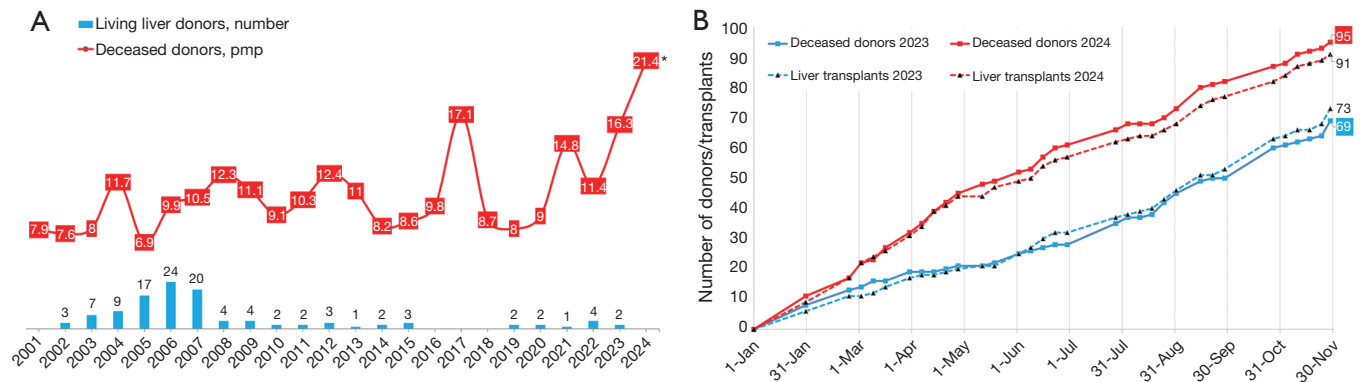 A
Living liver donors, number
Deceased donors, pmp
7.9 7.6 8 11.7 6.9 9.9 10.5 12.3 11.1 9.1 10.3 12.4 11 8.2 8.6 9.8 17.1 8.7 8 9 14.8 11.4 16.3 21.4 *
3 7 9 17 24 20 4 4 2 2 3 1 2 3 2 2 1 4 2
2001 2002 2003 2004 2005 2006 2007 2008 2009 2010 2011 2012 2013 2014 2015 2016 2017 2018 2019 2020 2021 2022 2023 2024
B
Number of donors/transplants
100
90
80
70
60
50
40
30
20
10
0
Deceased donors 2023
Deceased donors 2024
Liver transplants 2023
Liver transplants 2024
95
91
73
69
1-Jan 31-Jan 1-Mar 1-Apr 1-May 1-Jun 1-Jul 31-Jul 31-Aug 30-Sep 31-Oct 30-Nov